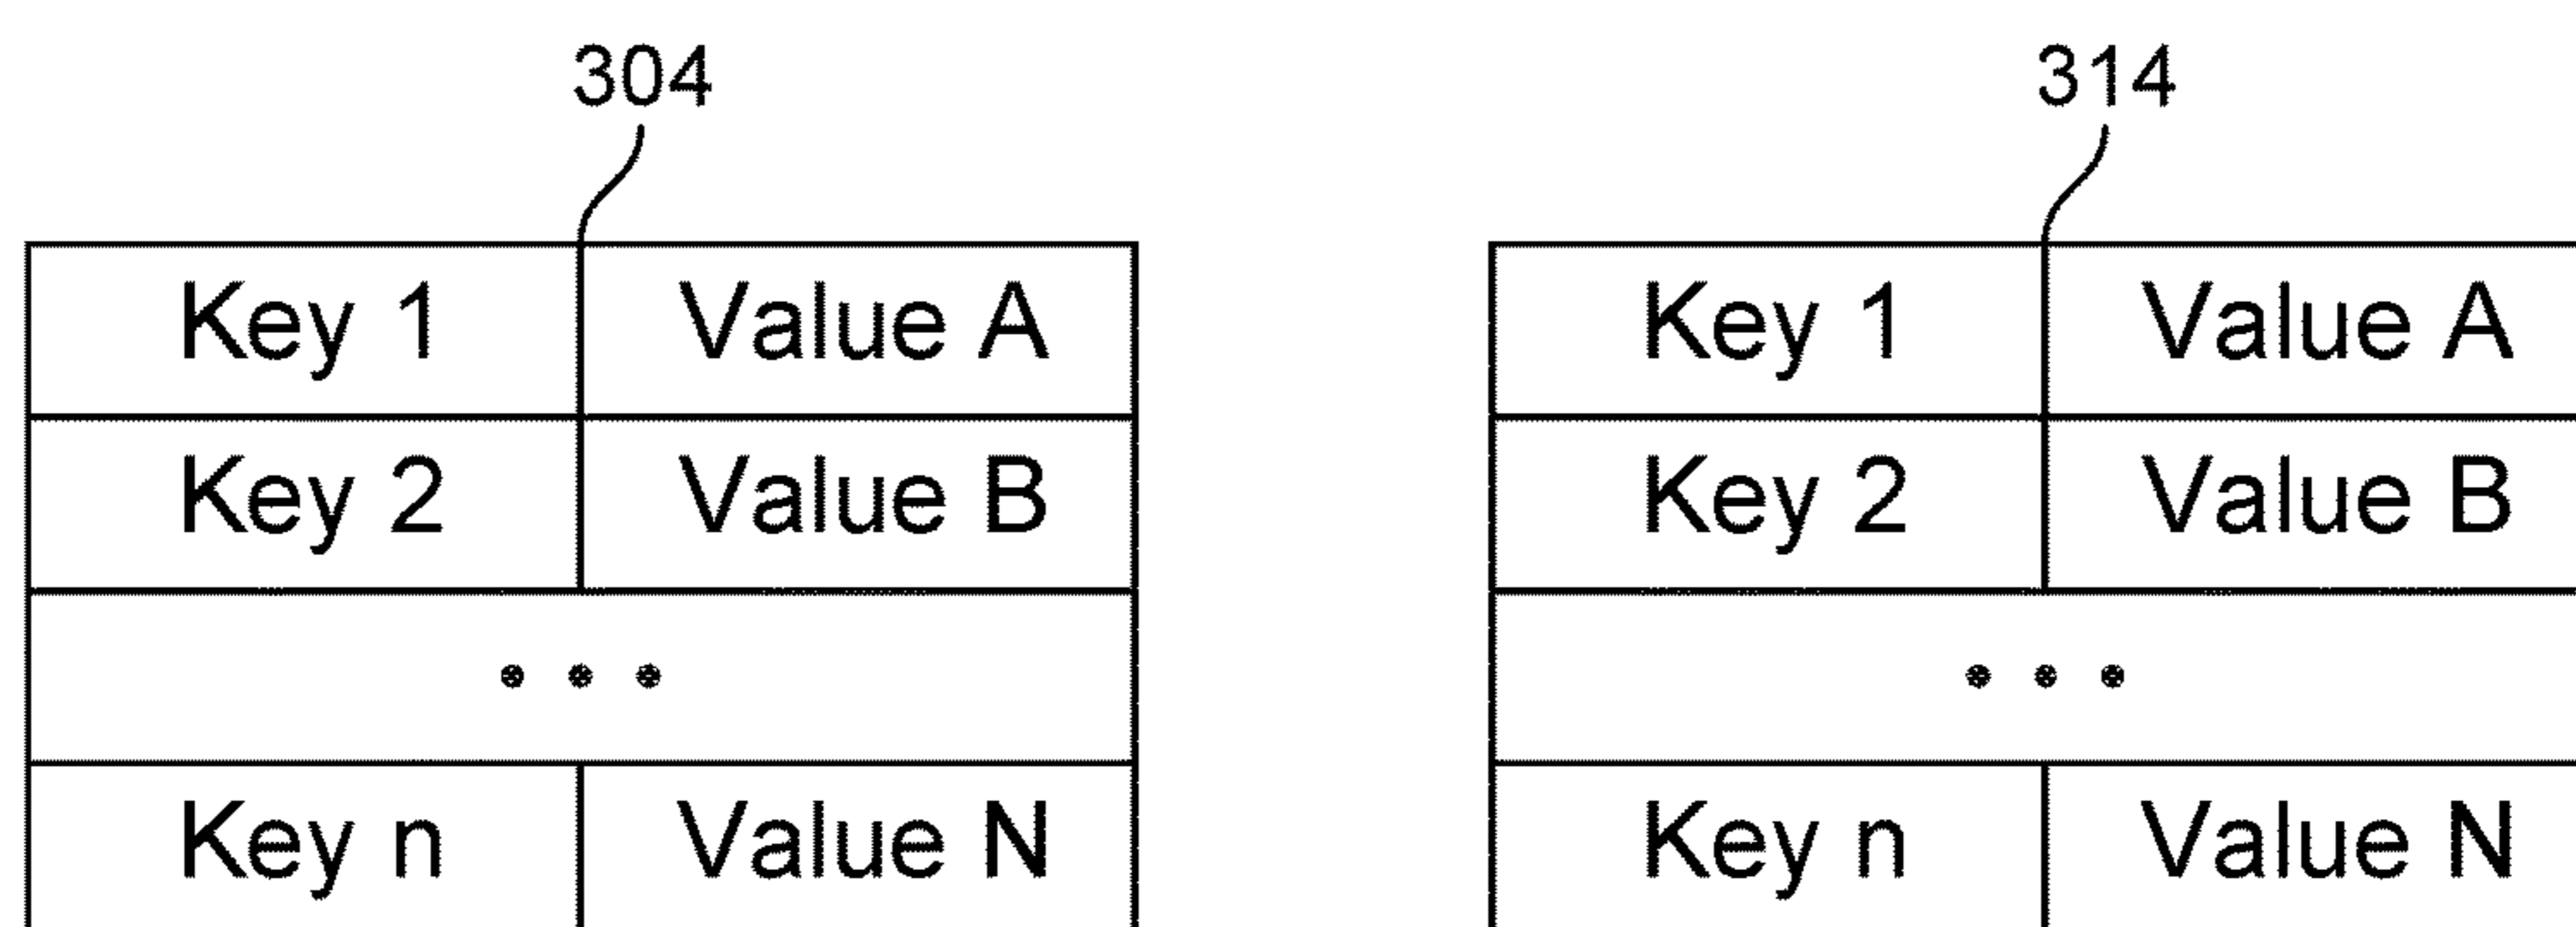 304 314
Key 1 Value A Key 1 Value A
Key 2 Value B Key 2 Value B
• • • • • •
Key n Value N Key n Value N